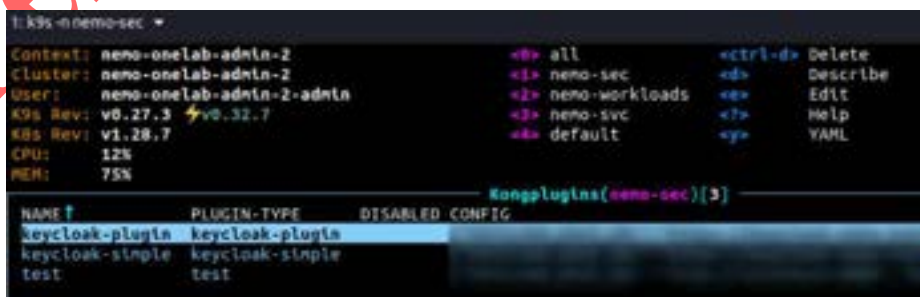 1: k9s -n nemo-sec
Context: nemo-onelab-admin-2 <0> all <ctrl-d> Delete
Cluster: nemo-onelab-admin-2 <1> nemo-sec <d> Describe
User: nemo-onelab-admin-2-admin <2> nemo-workloads <e> Edit
K9s Rev: v0.27.3 ⚡v0.32.7 <3> nemo-svc <?> Help
K8s Rev: v1.28.7 <4> default <y> YAML
CPU: 12%
MEM: 75%
Kongplugins(nemo-sec)[3]
NAME↑ PLUGIN-TYPE DISABLED CONFIG
keycloak-plugin keycloak-plugin
keycloak-simple keycloak-simple
test test